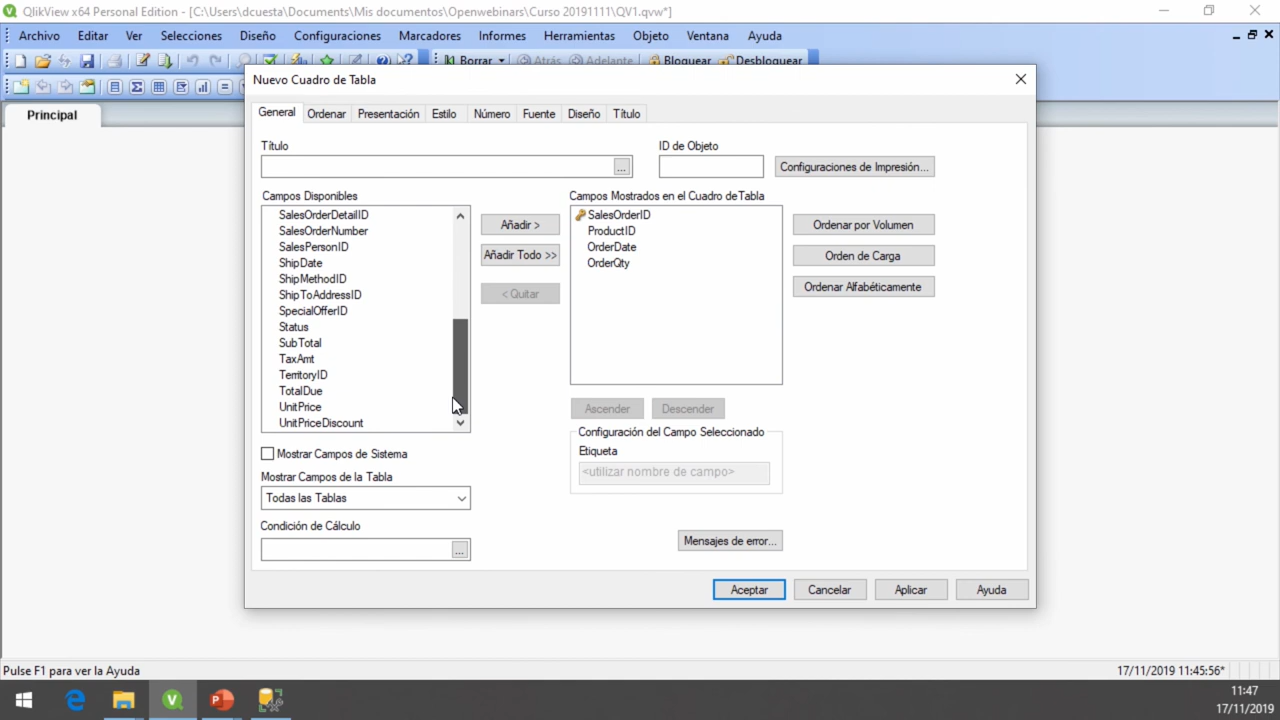 QlikView x64 Personal Edition - [C:\Users\dcuesta\Documents\Mis documentos\Openwebinars\Curso 20191111\QV1.qvw*]
Archivo Editar Ver Selecciones Diseño Configuraciones Marcadores Informes Herramientas Objeto Ventana Ayuda
Borrar Atrás Adelante Bloquear Desbloquear
Principal
Nuevo Cuadro de Tabla
General Ordenar Presentación Estilo Número Fuente Diseño Título
Título ID de Objeto
... Configuraciones de Impresión...
Campos Disponibles Campos Mostrados en el Cuadro de Tabla
SalesOrderDetailID
SalesOrderNumber
SalesPersonID
ShipDate
ShipMethodID
ShipToAddressID
SpecialOfferID
Status
SubTotal
TaxAmt
TerritoryID
TotalDue
UnitPrice
UnitPriceDiscount
Añadir >
Añadir Todo >>
< Quitar
SalesOrderID
ProductID
OrderDate
OrderQty
Ordenar por Volumen
Orden de Carga
Ordenar Alfabéticamente
Ascender Descender
Configuración del Campo Seleccionado
Etiqueta
<utilizar nombre de campo>
Mostrar Campos de Sistema
Mostrar Campos de la Tabla
Todas las Tablas
Condición de Cálculo
...
Mensajes de error...
Aceptar Cancelar Aplicar Ayuda
Pulse F1 para ver la Ayuda 17/11/2019 11:45:56*
11:47
17/11/2019